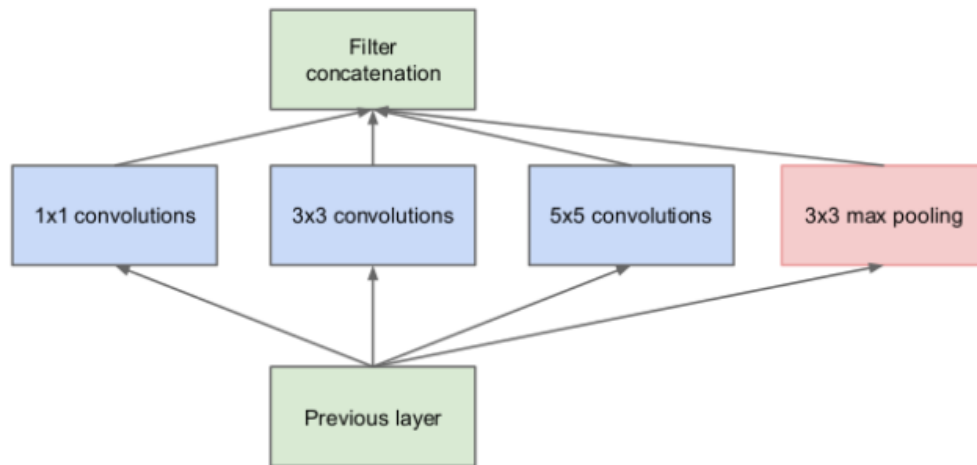 Filter
concatenation
1x1 convolutions
3x3 convolutions
5x5 convolutions
3x3 max pooling
Previous layer